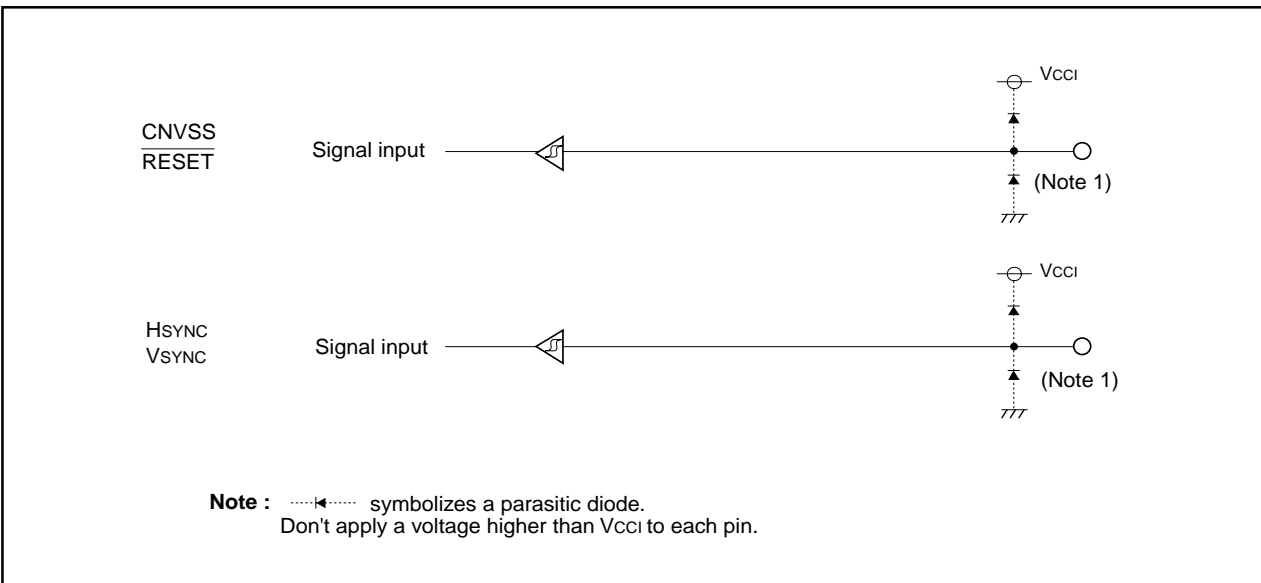 VCCI
CNVSS
RESET
Signal input
(Note 1)
VCCI
HSYNC
VSYNC
Signal input
(Note 1)
Note : symbolizes a parasitic diode.
Don't apply a voltage higher than VCCI to each pin.